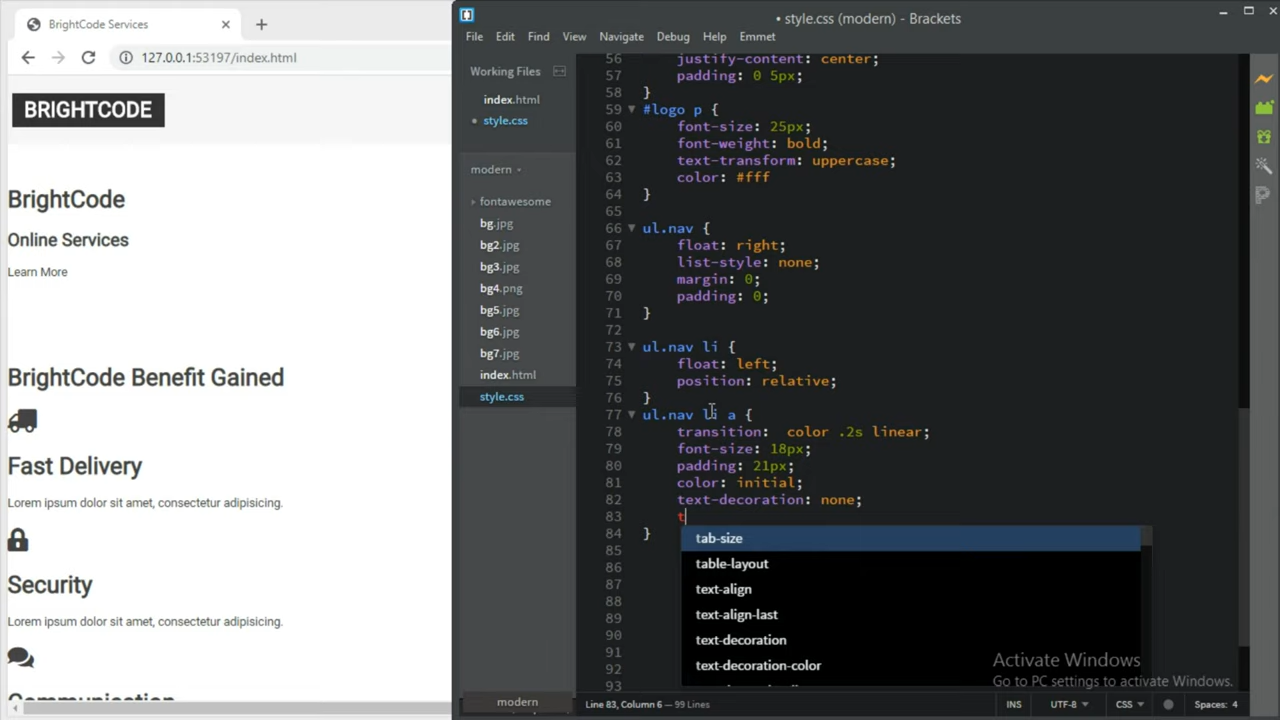 BrightCode Services
127.0.0.1:53197/index.html
BRIGHTCODE
BrightCode
Online Services
Learn More
BrightCode Benefit Gained
Fast Delivery
Lorem ipsum dolor sit amet, consectetur adipisicing.
Security
Lorem ipsum dolor sit amet, consectetur adipisicing.
Communication
• style.css (modern) - Brackets
File Edit Find View Navigate Debug Help Emmet
Working Files
index.html
• style.css
modern
fontawesome
bg.jpg
bg2.jpg
bg3.jpg
bg4.png
bg5.jpg
bg6.jpg
bg7.jpg
index.html
style.css
modern
56 justify-content: center;
57 padding: 0 5px;
58 }
59 #logo p {
60 font-size: 25px;
61 font-weight: bold;
62 text-transform: uppercase;
63 color: #fff
64 }
65
66 ul.nav {
67 float: right;
68 list-style: none;
69 margin: 0;
70 padding: 0;
71 }
72
73 ul.nav li {
74 float: left;
75 position: relative;
76 }
77 ul.nav li a {
78 transition:  color .2s linear;
79 font-size: 18px;
80 padding: 21px;
81 color: initial;
82 text-decoration: none;
83 t
84 }
85
86
87
88
89
90
91
92
93
tab-size
table-layout
text-align
text-align-last
text-decoration
text-decoration-color
Activate Windows
Go to PC settings to activate Windows.
Line 83, Column 6 — 99 Lines
INS UTF-8 CSS Spaces: 4